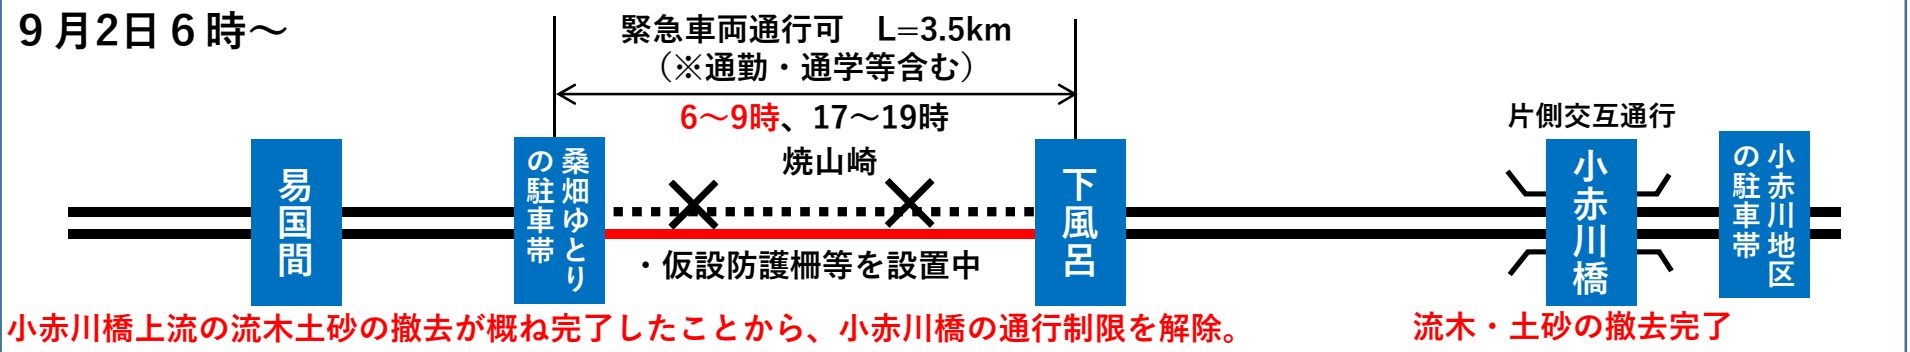 ９月2日６時～
緊急車両通行可　L=3.5km
（※通勤・通学等含む）
6～9時、17～19時
焼山崎
片側交互通行
易国間
桑畑ゆとり
の駐車帯
下風呂
小赤川橋
小赤川地区
の駐車帯
・仮設防護柵等を設置中
小赤川橋上流の流木土砂の撤去が概ね完了したことから、小赤川橋の通行制限を解除。
流木・土砂の撤去完了